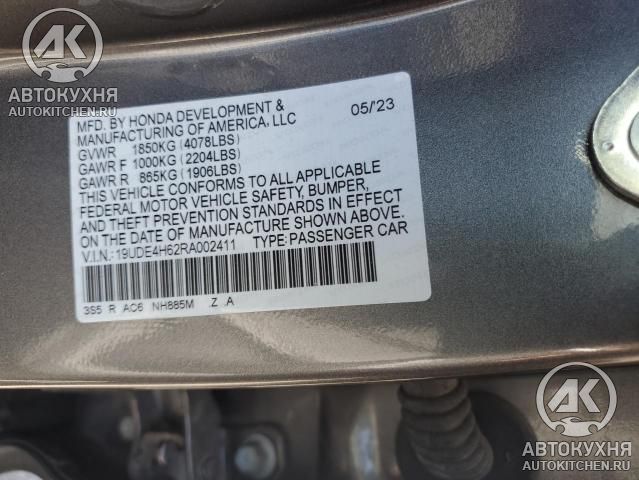 AK
АВТОКУХНЯ
AUTOKITCHEN.RU
MFD. BY HONDA DEVELOPMENT & 05/'23
MANUFACTURING OF AMERICA, LLC
GVWR 1850KG (4078LBS)
GAWR F 1000KG (2204LBS)
GAWR R 865KG (1906LBS)
THIS VEHICLE CONFORMS TO ALL APPLICABLE
FEDERAL MOTOR VEHICLE SAFETY, BUMPER,
AND THEFT PREVENTION STANDARDS IN EFFECT
ON THE DATE OF MANUFACTURE SHOWN ABOVE.
V.I.N.:19UDE4H62RA002411 TYPE:PASSENGER CAR
3S5 R AC6 NH885M .Z .A
AK
АВТОКУХНЯ
AUTOKITCHEN.RU